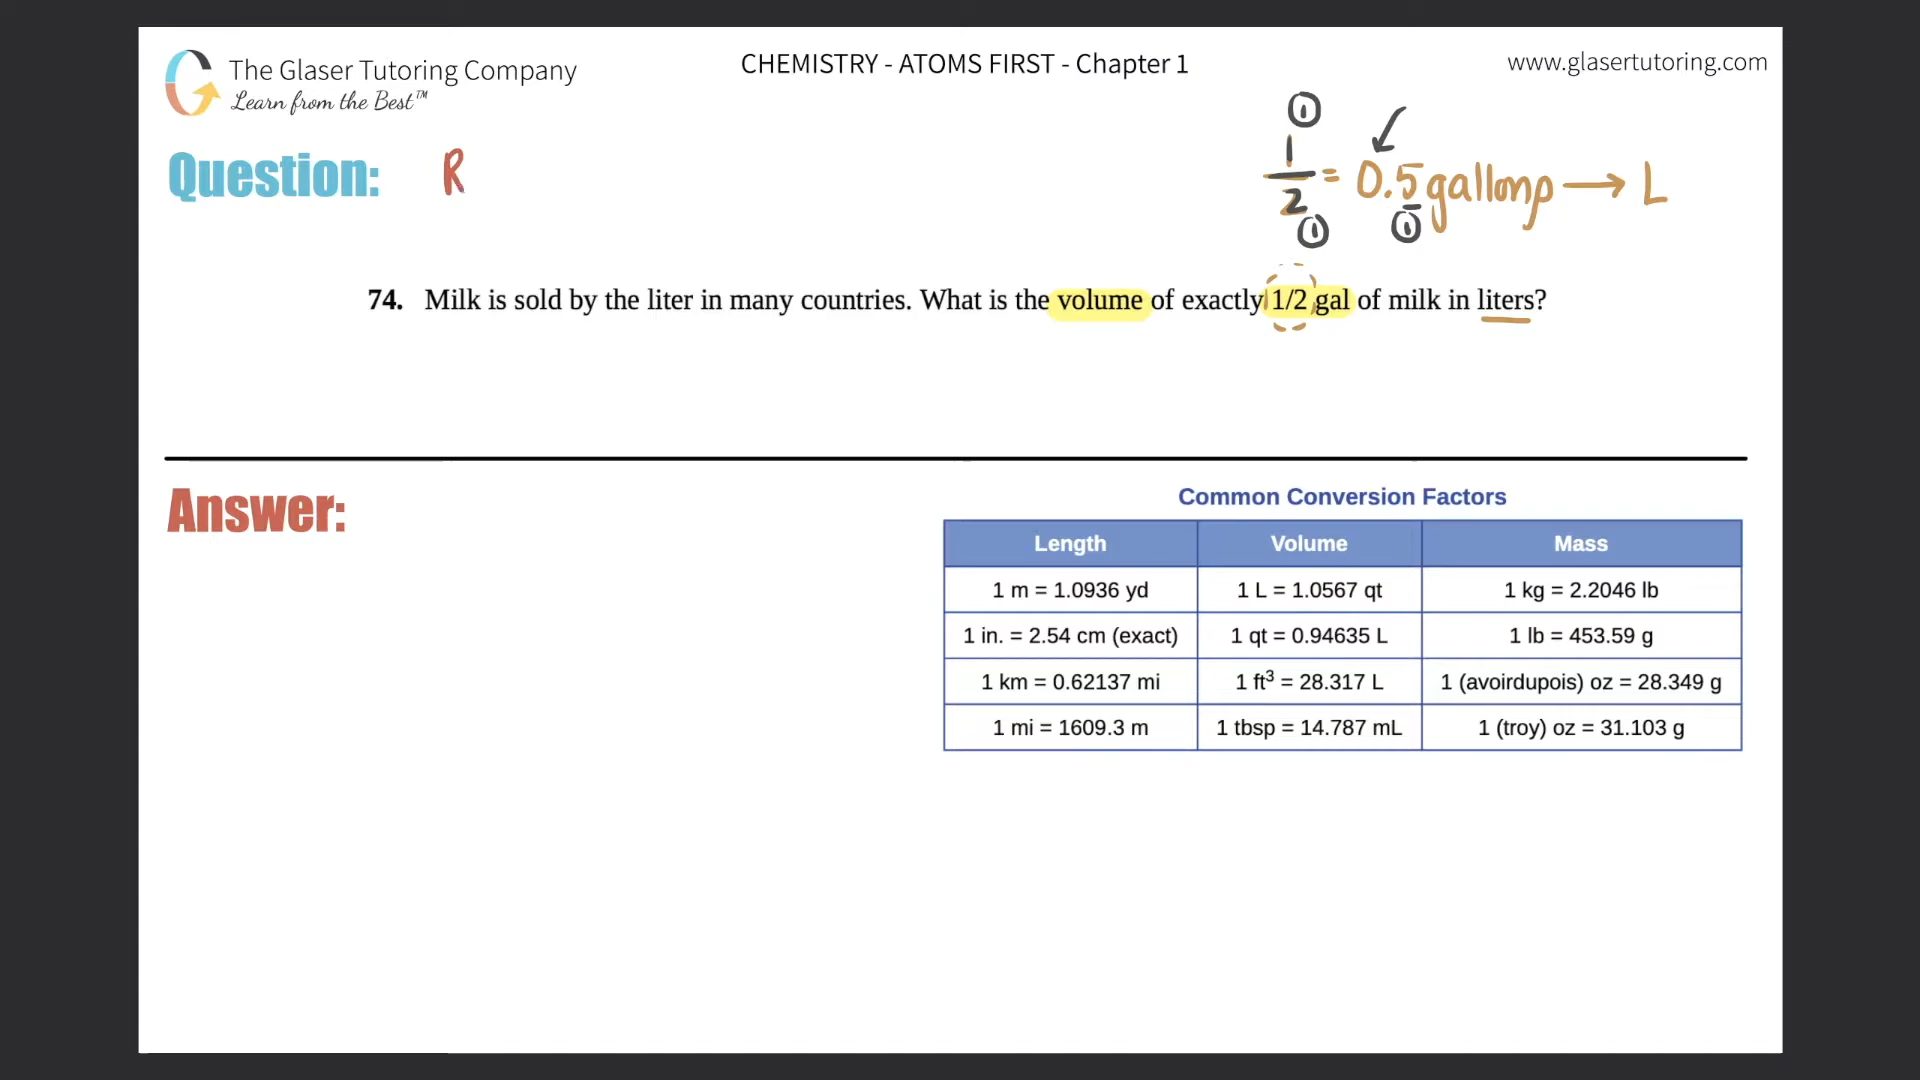 The Glaser Tutoring Company
Learn from the Best™
CHEMISTRY - ATOMS FIRST - Chapter 1
www.glasertutoring.com
Question: R
1
1/2 = 0.5 gallons → L
1 1
74. Milk is sold by the liter in many countries. What is the volume of exactly 1/2 gal of milk in liters?
Answer:
Common Conversion Factors
Length Volume Mass
1 m = 1.0936 yd 1 L = 1.0567 qt 1 kg = 2.2046 lb
1 in. = 2.54 cm (exact) 1 qt = 0.94635 L 1 lb = 453.59 g
1 km = 0.62137 mi 1 ft³ = 28.317 L 1 (avoirdupois) oz = 28.349 g
1 mi = 1609.3 m 1 tbsp = 14.787 mL 1 (troy) oz = 31.103 g